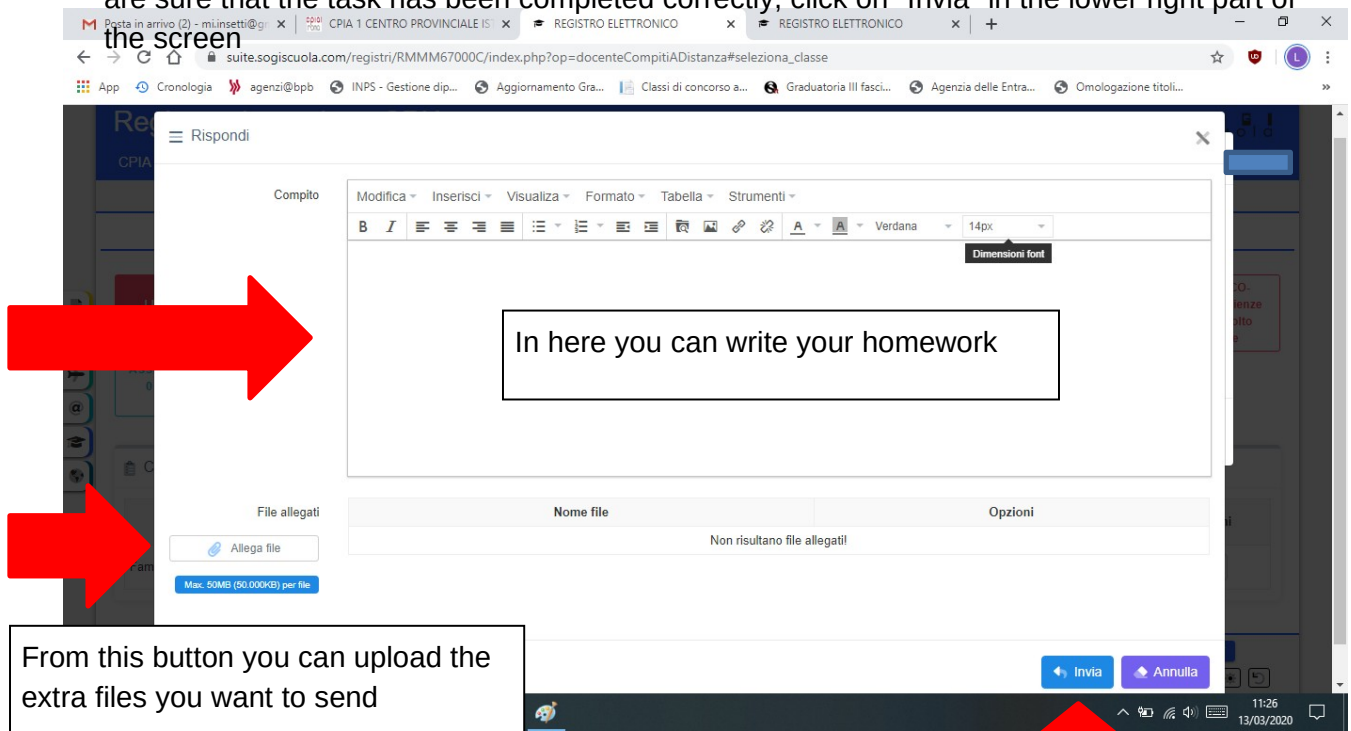 are sure that the task has been completed correctly, click on "Invia" in the lower right part of
the screen
Posta in arrivo (2) - mi.insetti@gr
CPIA 1 CENTRO PROVINCIALE IST
REGISTRO ELETTRONICO
REGISTRO ELETTRONICO
suite.sogiscuola.com/registri/RMMM67000C/index.php?op=docenteCompitiADistanza#seleziona_classe
L
App
Cronologia
agenzi@bpb
INPS - Gestione dip...
Aggiornamento Gra...
Classi di concorso a...
Graduatoria III fasci...
Agenzia delle Entra...
Omologazione titoli...
»
Reg
CPIA
Rispondi
Compito
Modifica Inserisci Visualiza Formato Tabella Strumenti
B I A A Verdana 14px
Dimensioni font
In here you can write your homework
File allegati
Nome file
Opzioni
Allega file
Non risultano file allegati!
Max. 50MB (50.000KB) per file
From this button you can upload the
extra files you want to send
Invia
Annulla
11:26
13/03/2020